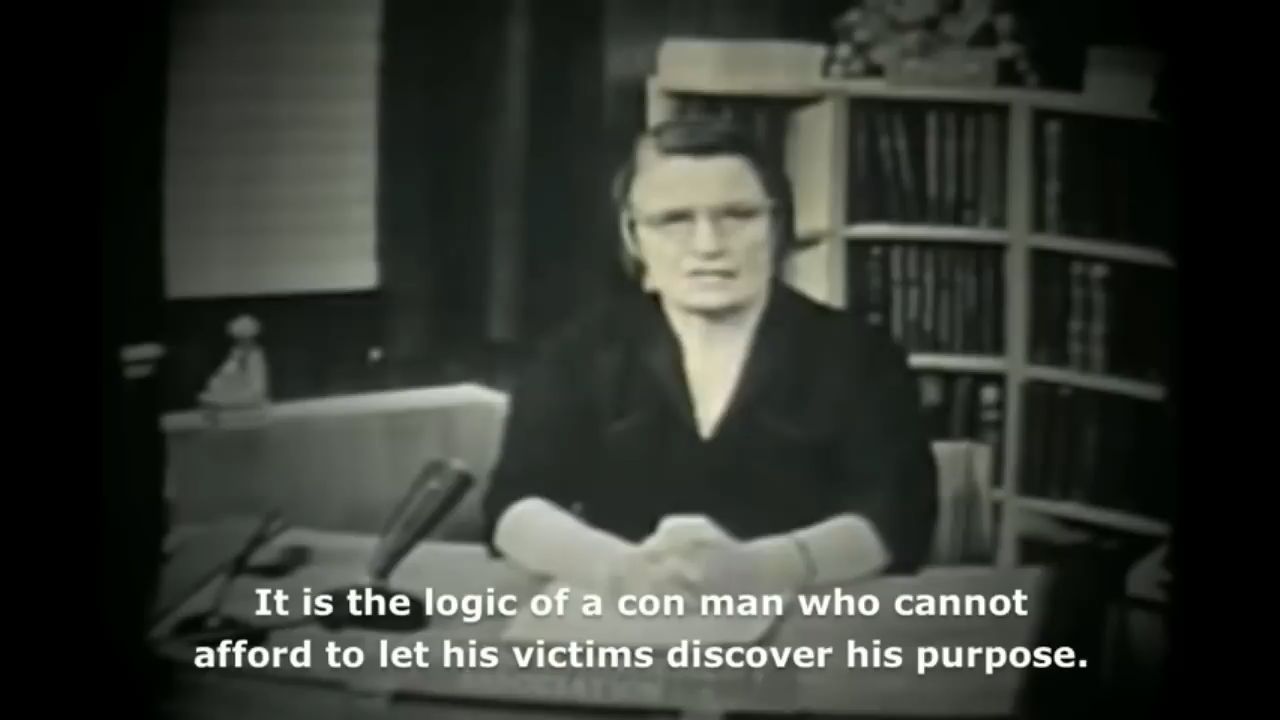 It is the logic of a con man who cannot
afford to let his victims discover his purpose.